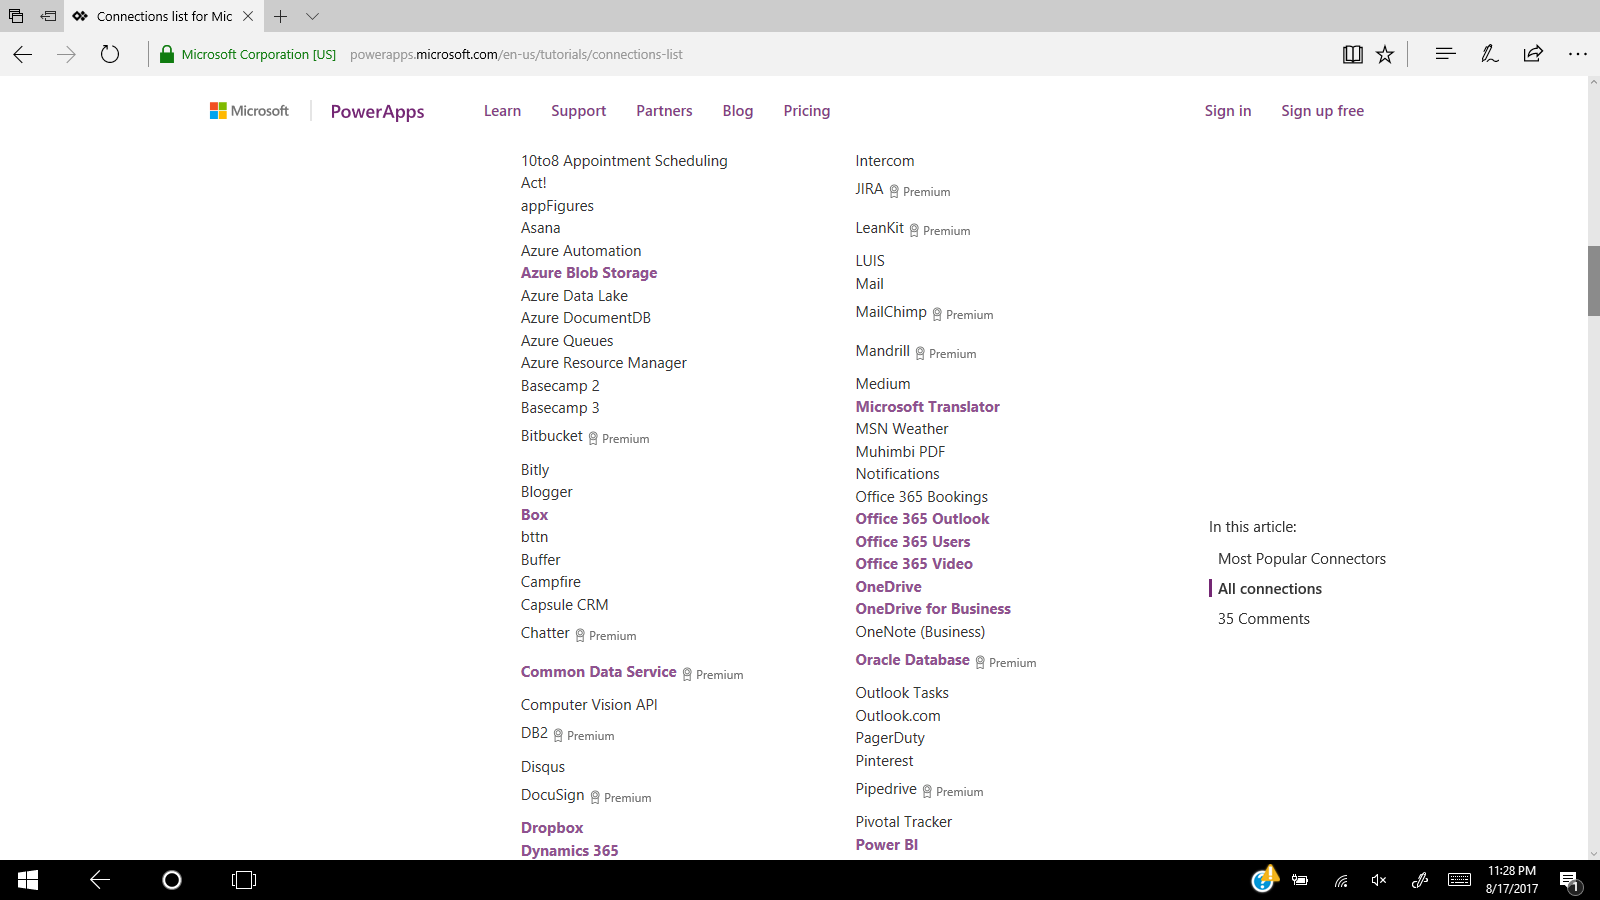 Connections list for Mic
Microsoft Corporation [US] powerapps.microsoft.com/en-us/tutorials/connections-list
Microsoft PowerApps Learn Support Partners Blog Pricing Sign in Sign up free
10to8 Appointment Scheduling
Act!
appFigures
Asana
Azure Automation
Azure Blob Storage
Azure Data Lake
Azure DocumentDB
Azure Queues
Azure Resource Manager
Basecamp 2
Basecamp 3
Bitbucket Premium
Bitly
Blogger
Box
bttn
Buffer
Campfire
Capsule CRM
Chatter Premium
Common Data Service Premium
Computer Vision API
DB2 Premium
Disqus
DocuSign Premium
Dropbox
Dynamics 365
Intercom
JIRA Premium
LeanKit Premium
LUIS
Mail
MailChimp Premium
Mandrill Premium
Medium
Microsoft Translator
MSN Weather
Muhimbi PDF
Notifications
Office 365 Bookings
Office 365 Outlook
Office 365 Users
Office 365 Video
OneDrive
OneDrive for Business
OneNote (Business)
Oracle Database Premium
Outlook Tasks
Outlook.com
PagerDuty
Pinterest
Pipedrive Premium
Pivotal Tracker
Power BI
In this article:
Most Popular Connectors
All connections
35 Comments
11:28 PM
8/17/2017
1